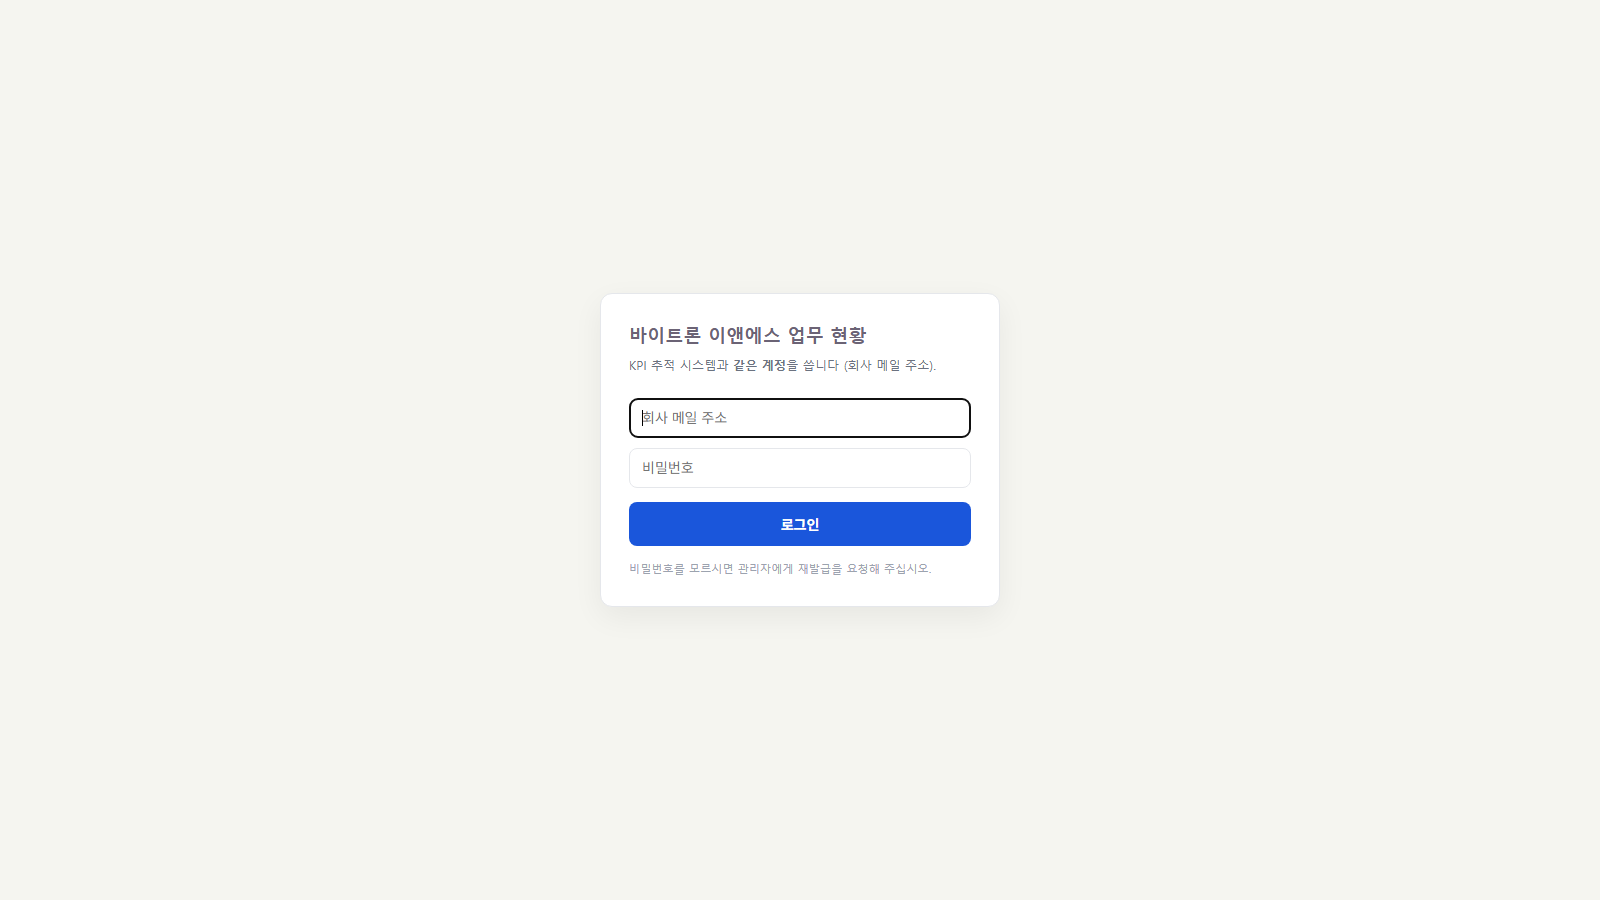 바이트론 이앤에스 업무 현황
KPI 추적 시스템과 같은 계정을 씁니다 (회사 메일 주소).
회사 메일 주소
비밀번호
로그인
비밀번호를 모르시면 관리자에게 재발급을 요청해 주십시오.